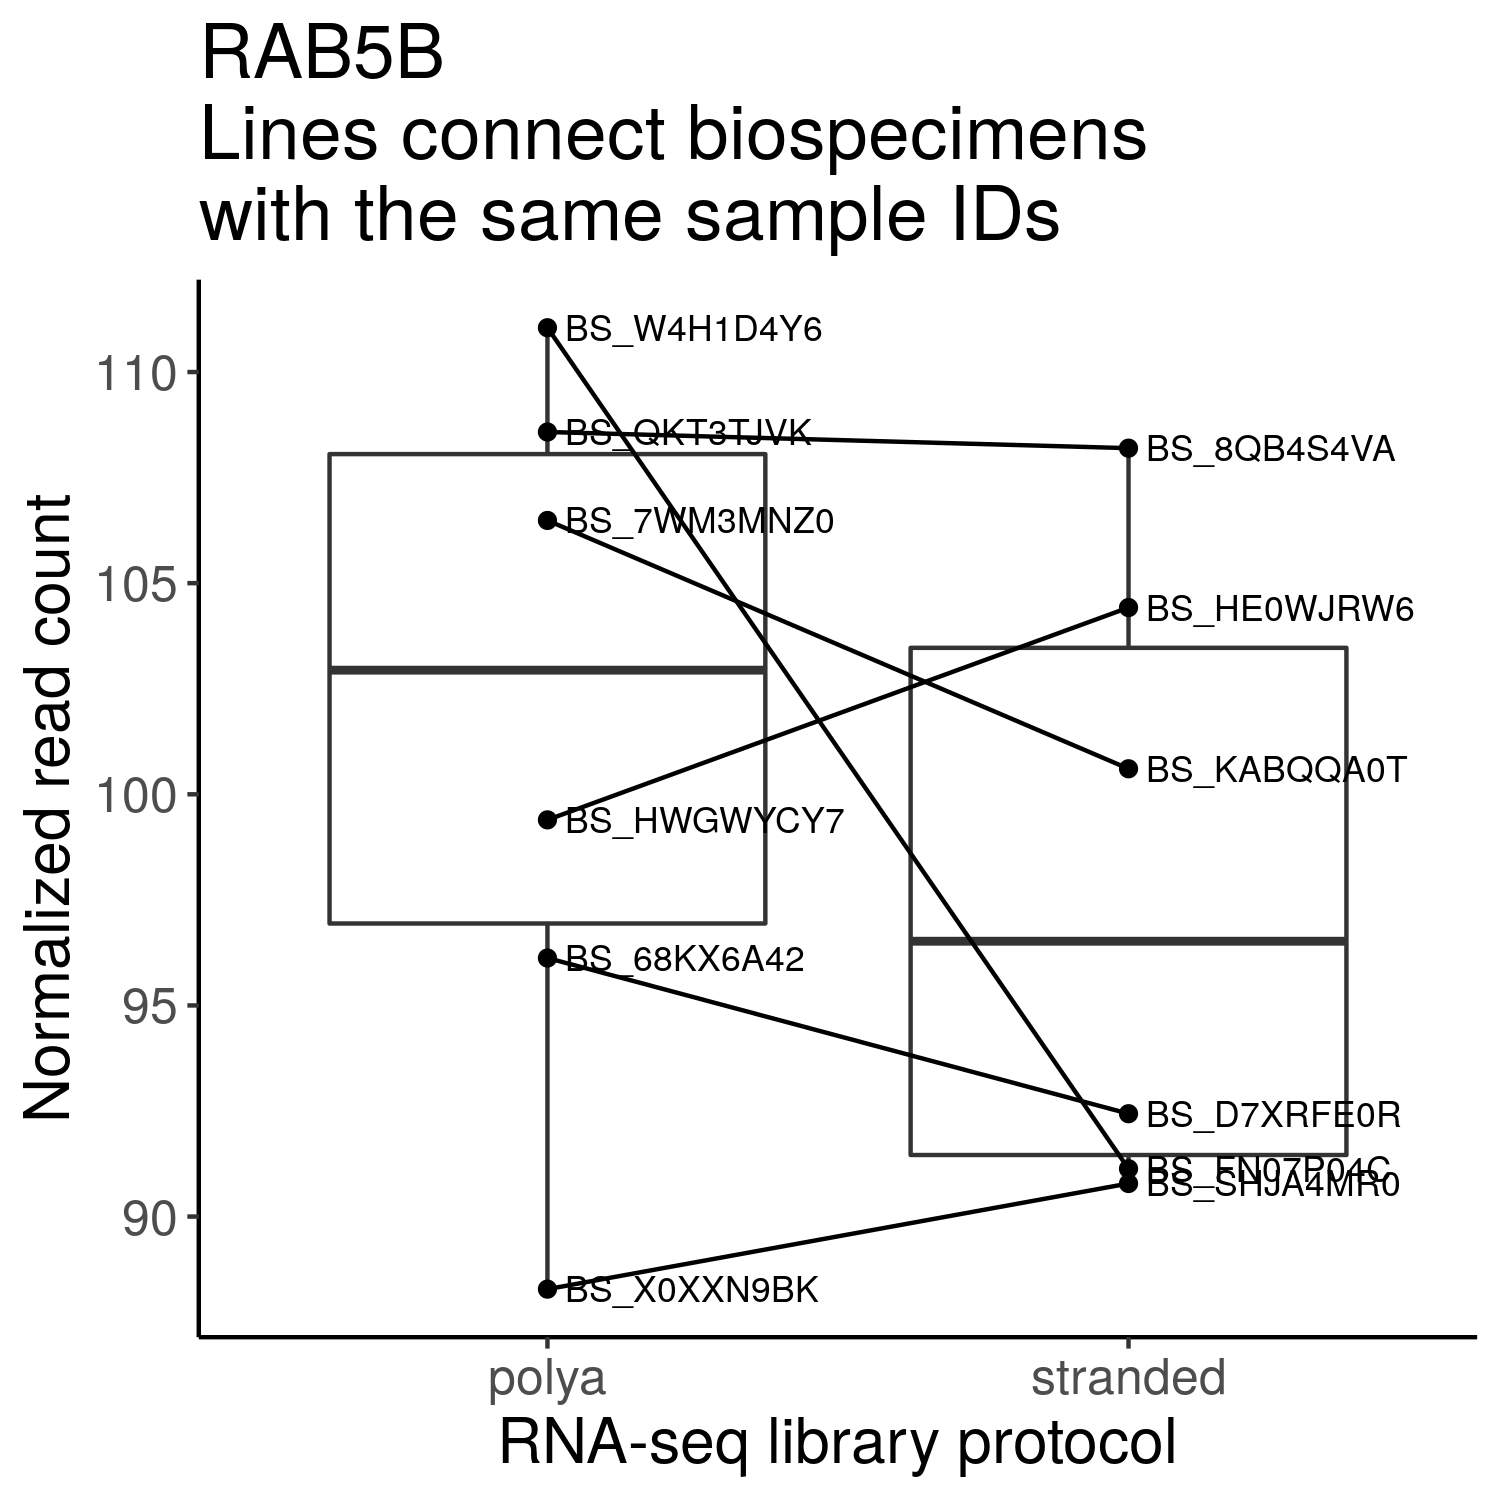 RAB5B
Lines connect biospecimens
with the same sample IDs
Normalized read count
110
105
100
95
90
BS_W4H1D4Y6
BS_QKT3TJVK
BS_8QB4S4VA
BS_7WM3MNZ0
BS_HE0WJRW6
BS_KABQQA0T
BS_HWGWYCY7
BS_68KX6A42
BS_D7XRFE0R
BS_FN07P04C
BS_SHJA4MR0
BS_X0XXN9BK
polya
stranded
RNA-seq library protocol